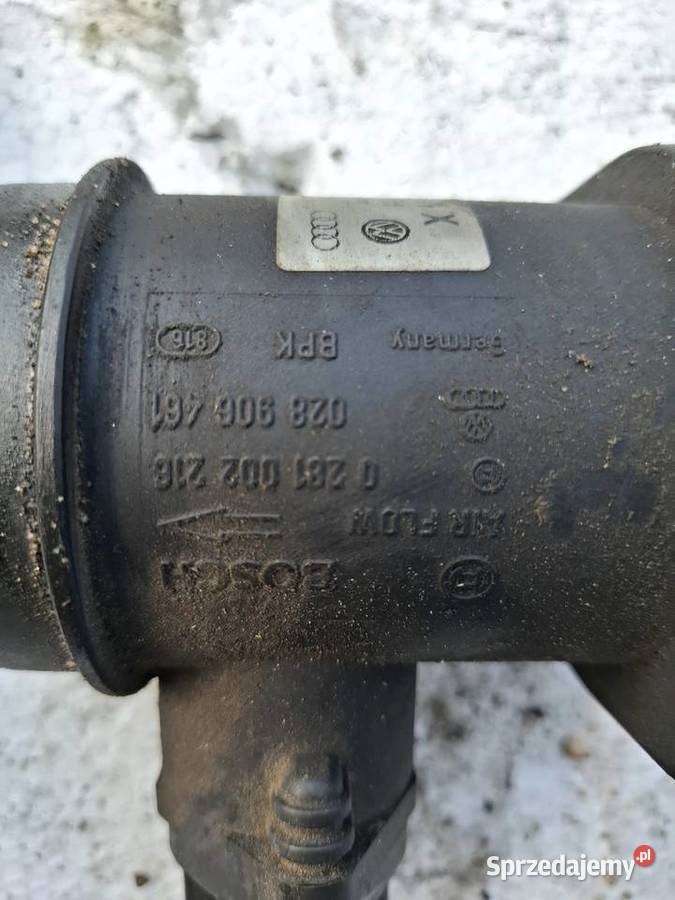 BOSCH
AIR FLOW
0 281 002 216
028 906 461
Germany BPK 816
X
Sprzedajemy.pl